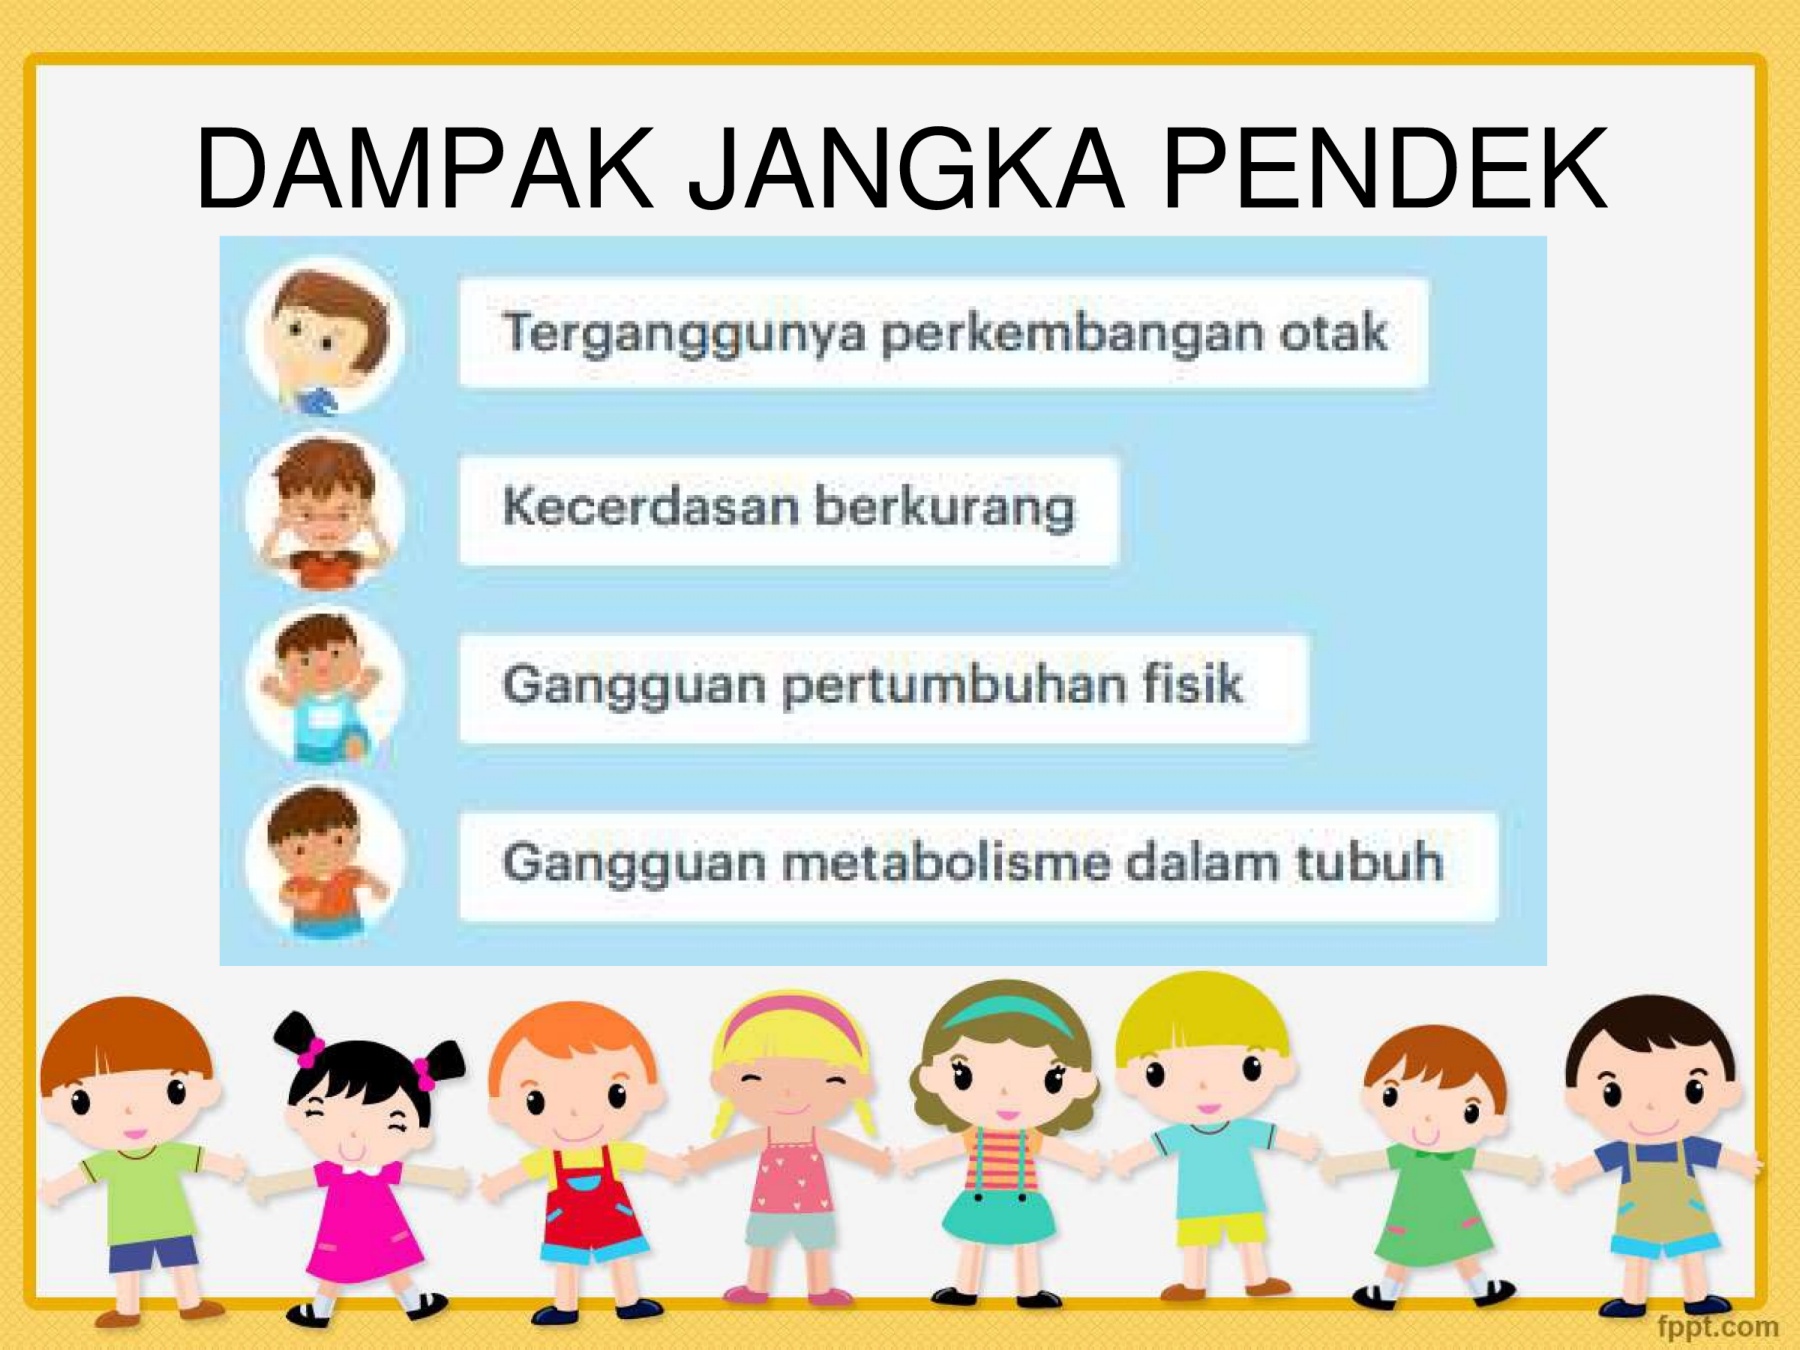 DAMPAK JANGKA PENDEK
Terganggunya perkembangan otak
Kecerdasan berkurang
Gangguan pertumbuhan fisik
Gangguan metabolisme dalam tubuh
fppt.com